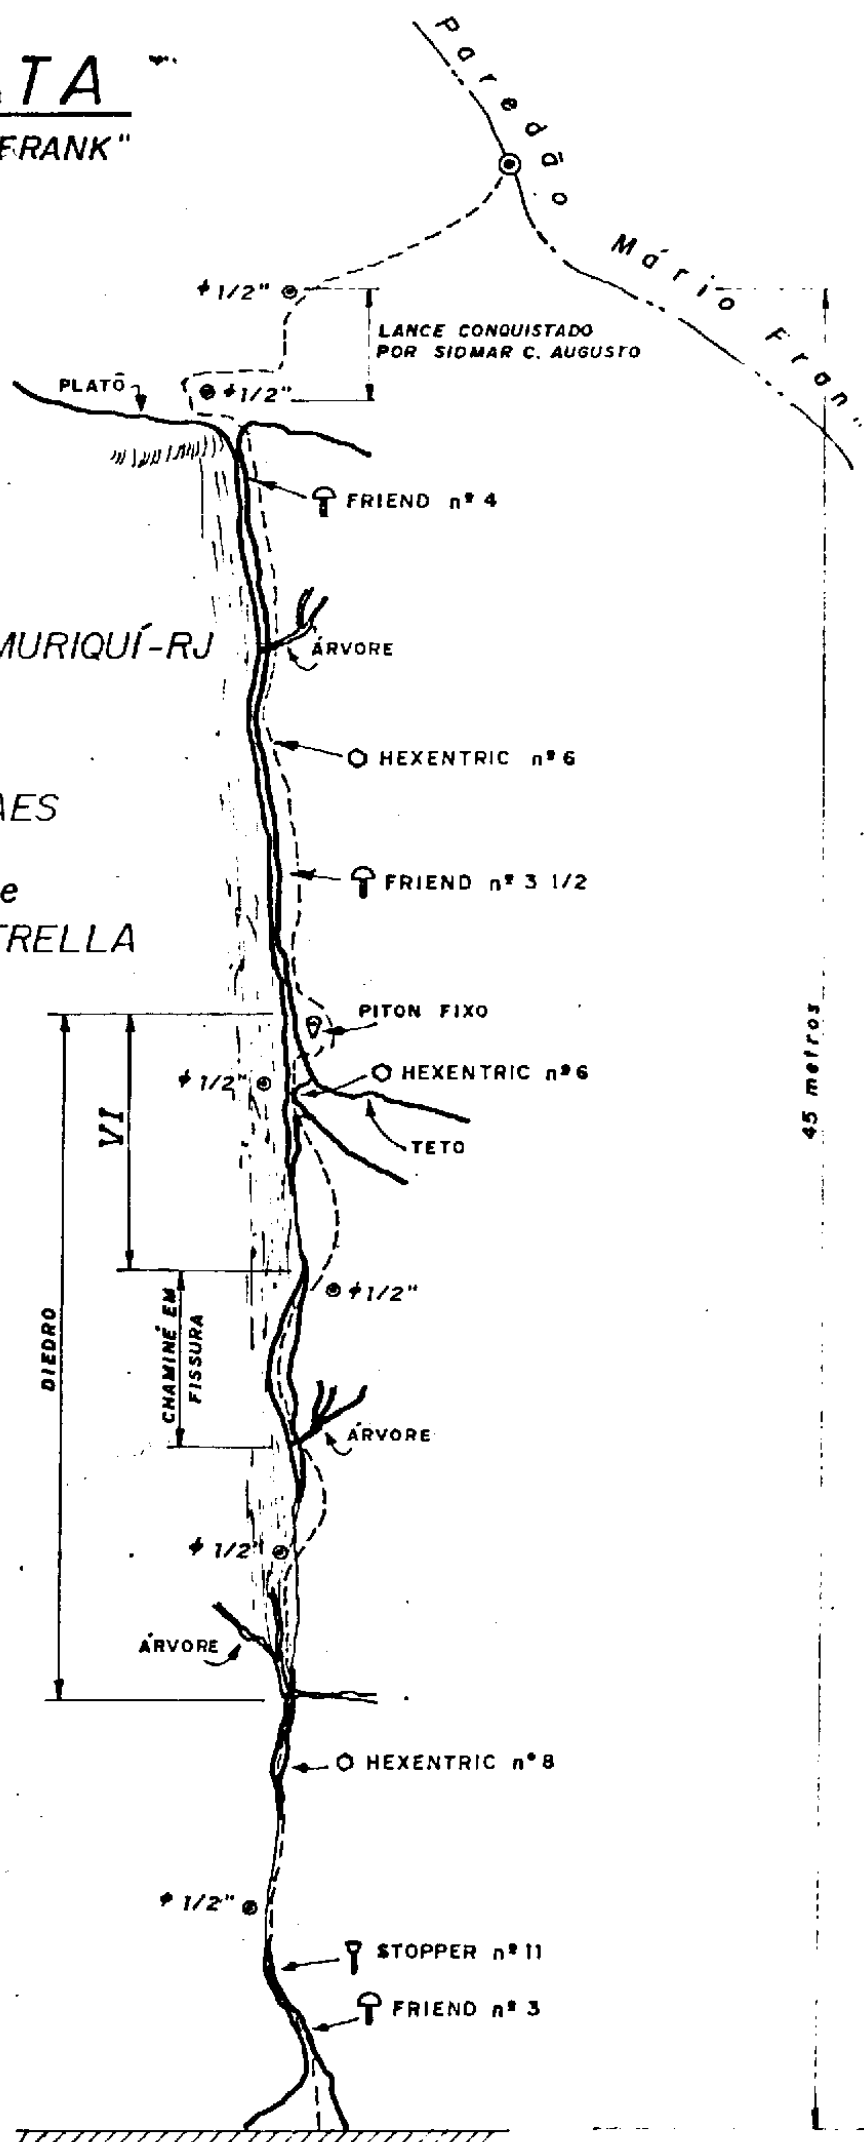 TA
FRANK"
Paredão Mário Fran
ø 1/2"
LANCE CONQUISTADO
POR SIDMAR C. AUGUSTO
PLATÔ
ø 1/2"
FRIEND nº 4
MURIQUÍ-RJ
ÁRVORE
HEXENTRIC nº 6
AES
FRIEND nº 3 1/2
e
TRELLA
PITON FIXO
45 metros
ø 1/2"
HEXENTRIC nº 6
VI
TETO
ø 1/2"
DIEDRO
CHAMINÉ EM
FISSURA
ÁRVORE
ø 1/2"
ÁRVORE
HEXENTRIC nº 8
ø 1/2"
STOPPER nº 11
FRIEND nº 3